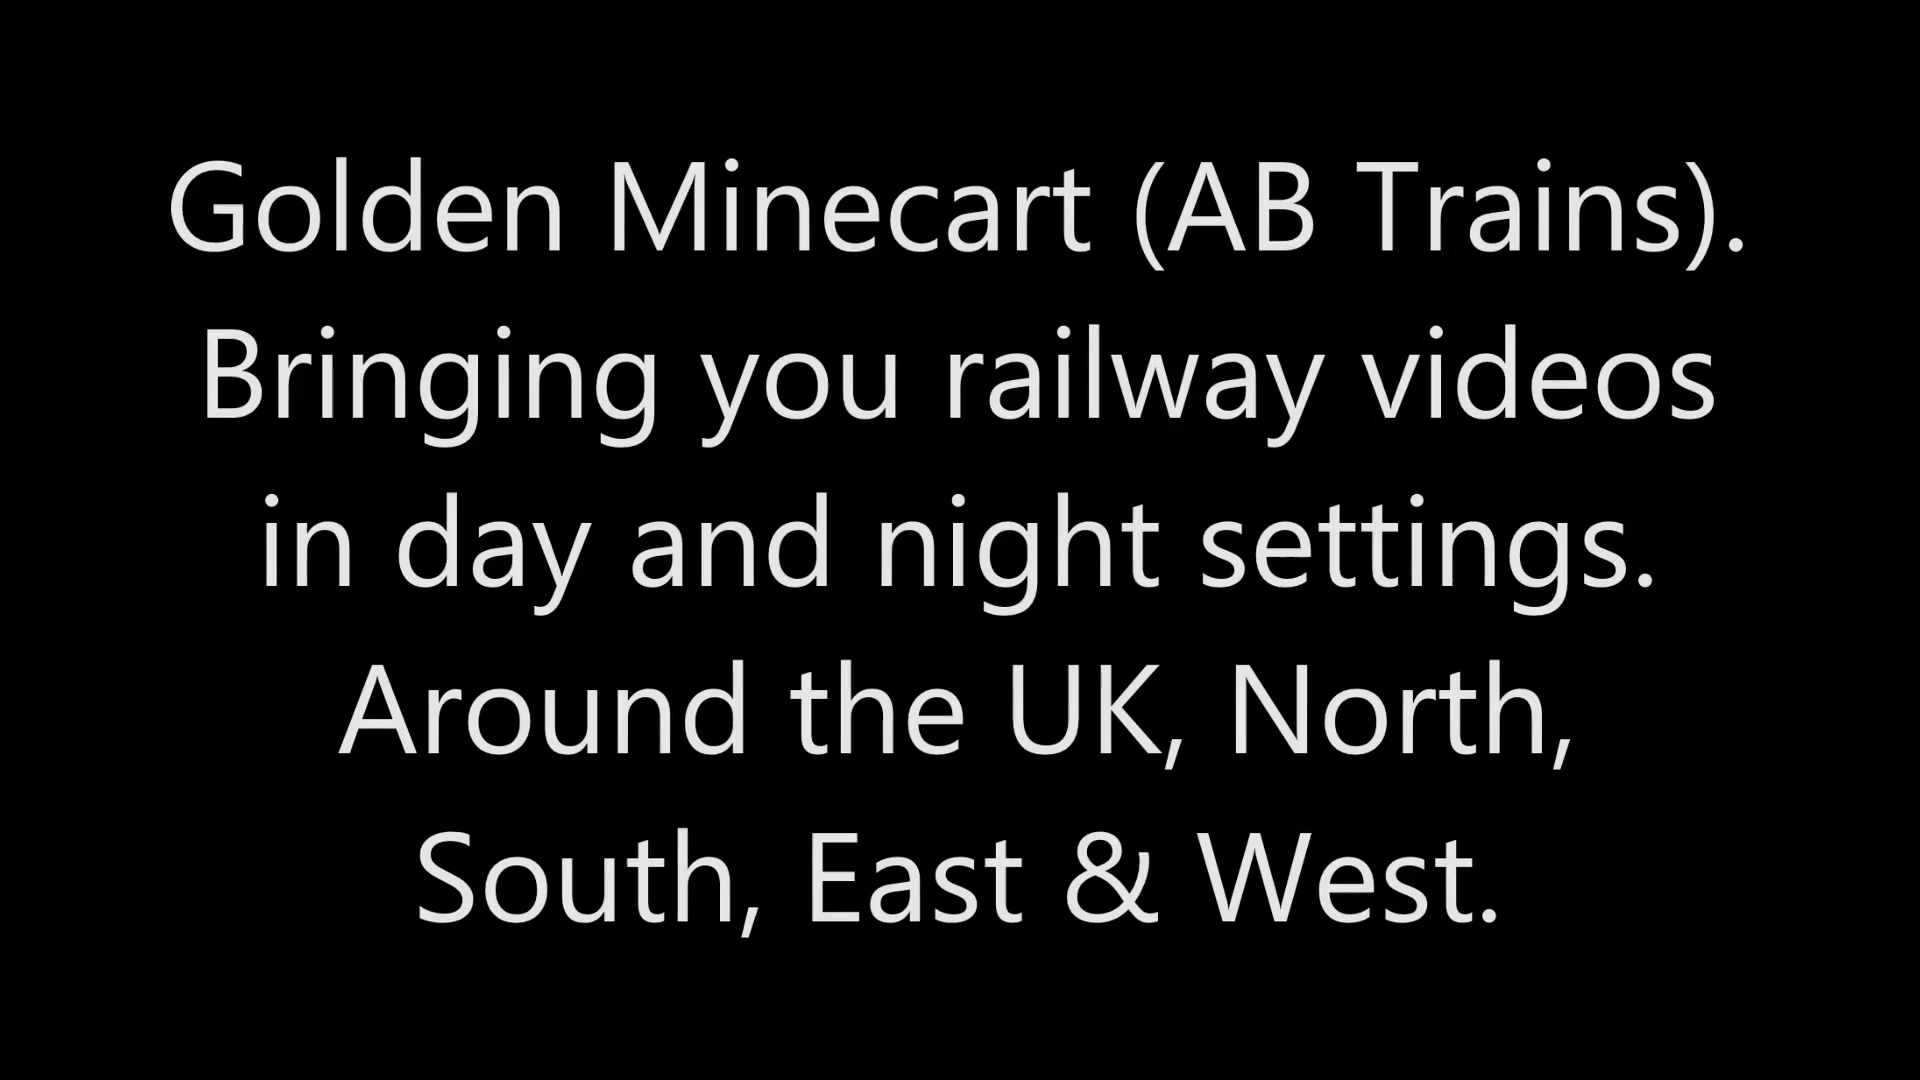 Golden Minecart (AB Trains).
Bringing you railway videos
in day and night settings.
Around the UK, North,
South, East & West.